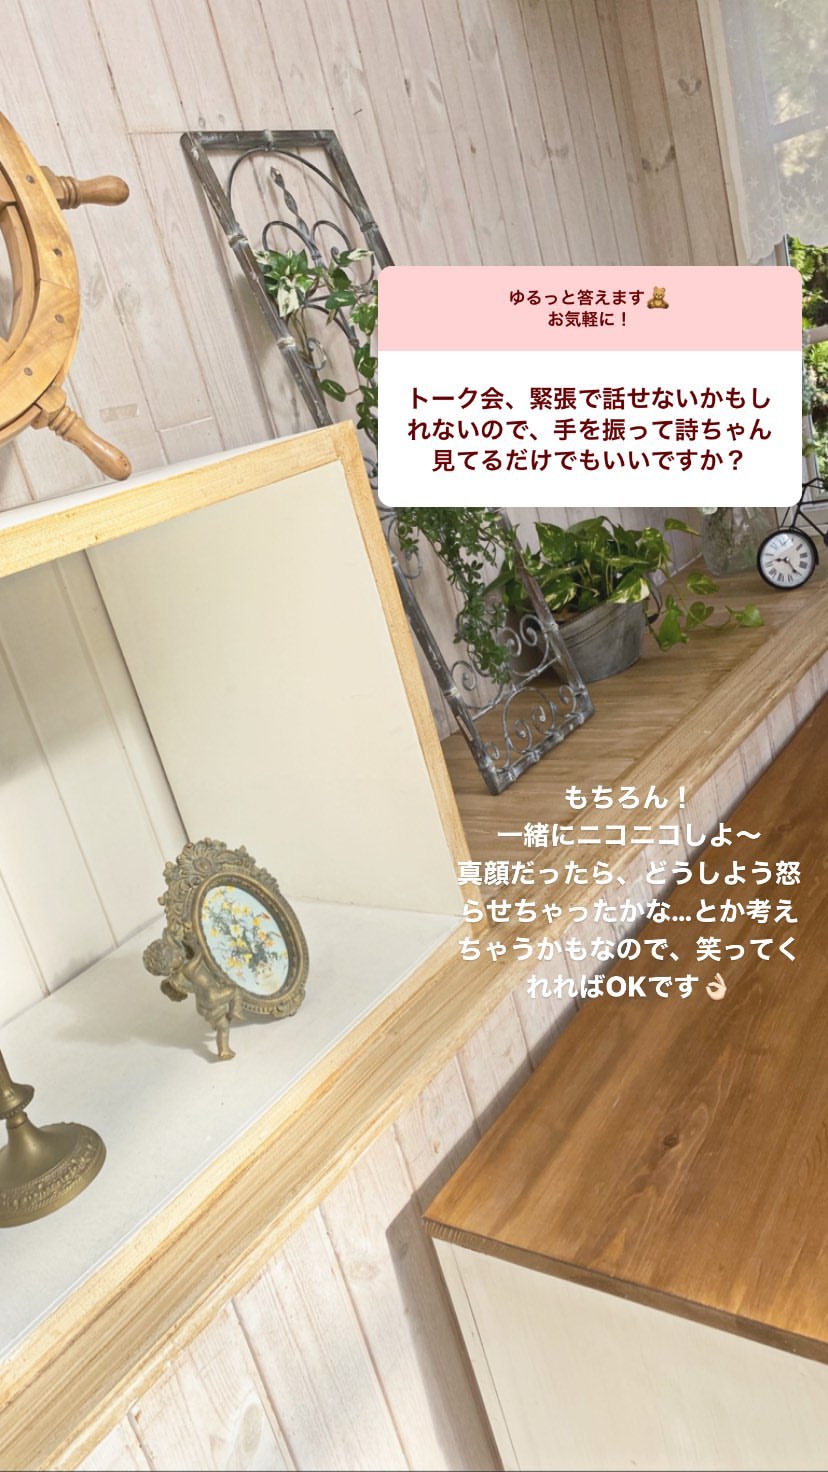 ゆるっと答えます🧸
お気軽に！
トーク会、緊張で話せないかもし
れないので、手を振って詩ちゃん
見てるだけでもいいですか？
もちろん！
一緒にニコニコしよ〜
真顔だったら、どうしよう怒
らせちゃったかな…とか考え
ちゃうかもなので、笑ってく
れればOKです👌🏻